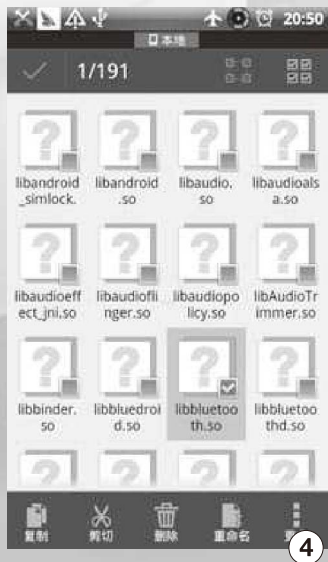 20:50
本地
1/191
libandroid libandroid libaudio. libaudioals
_simlock. .so so a.so
libaudioeff libaudiofli libaudiopo libAudioTr
ect_jni.so nger.so licy.so immer.so
libbinder. libbluedroi libbluetoo libbluetoo
so d.so th.so thd.so
复制 剪切 删除 重命名
4